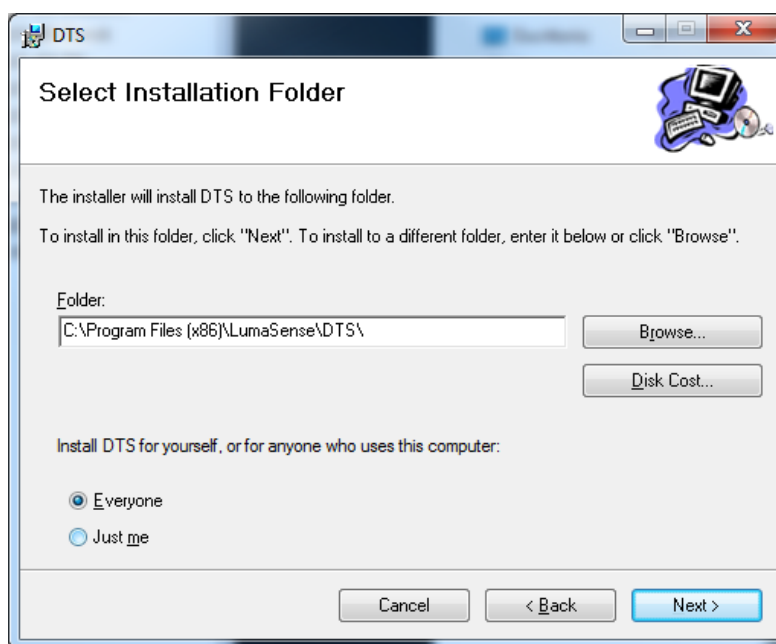 DTS
Select Installation Folder
The installer will install DTS to the following folder.
To install in this folder, click "Next". To install to a different folder, enter it below or click "Browse".
Folder:
C:\Program Files (x86)\LumaSense\DTS\
Browse...
Disk Cost...
Install DTS for yourself, or for anyone who uses this computer:
Everyone
Just me
Cancel
< Back
Next >